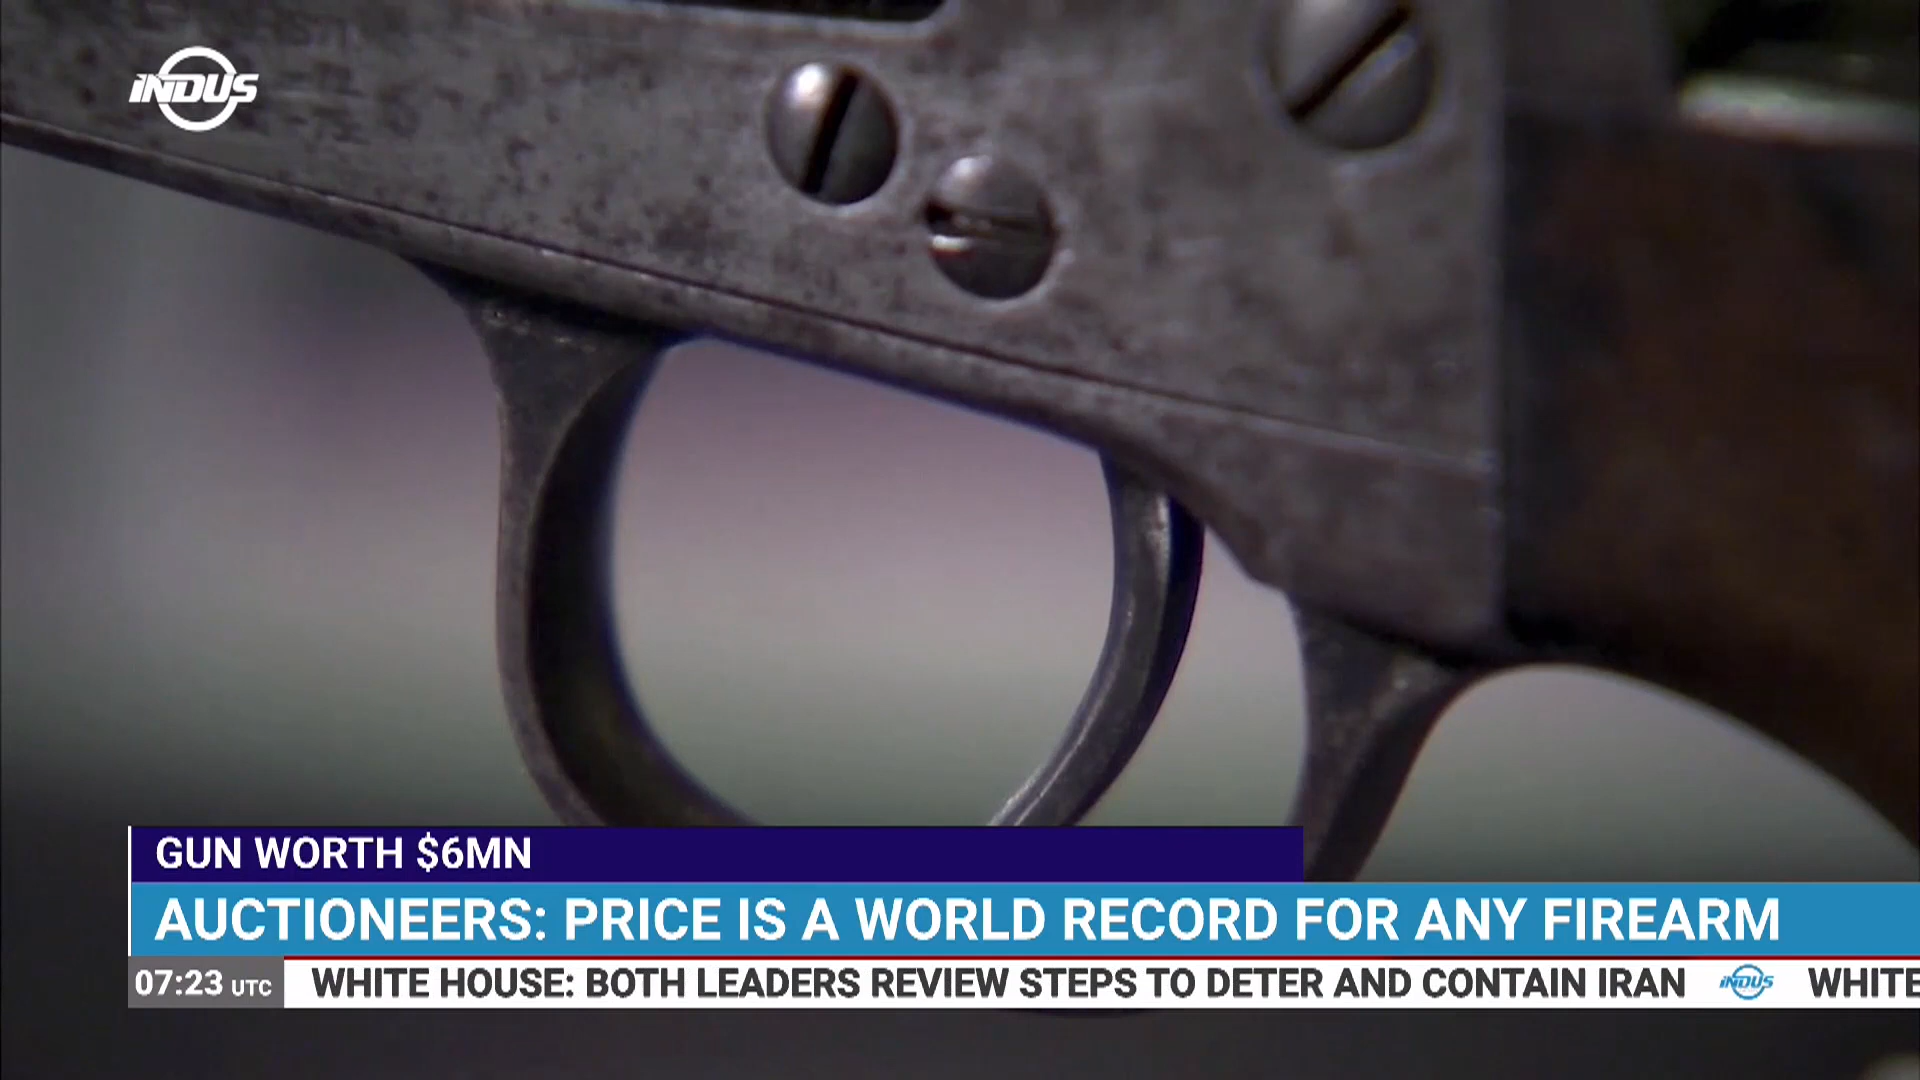 INDUS
GUN WORTH $6MN
AUCTIONEERS: PRICE IS A WORLD RECORD FOR ANY FIREARM
07:23 UTC WHITE HOUSE: BOTH LEADERS REVIEW STEPS TO DETER AND CONTAIN IRAN INDUS WHITE